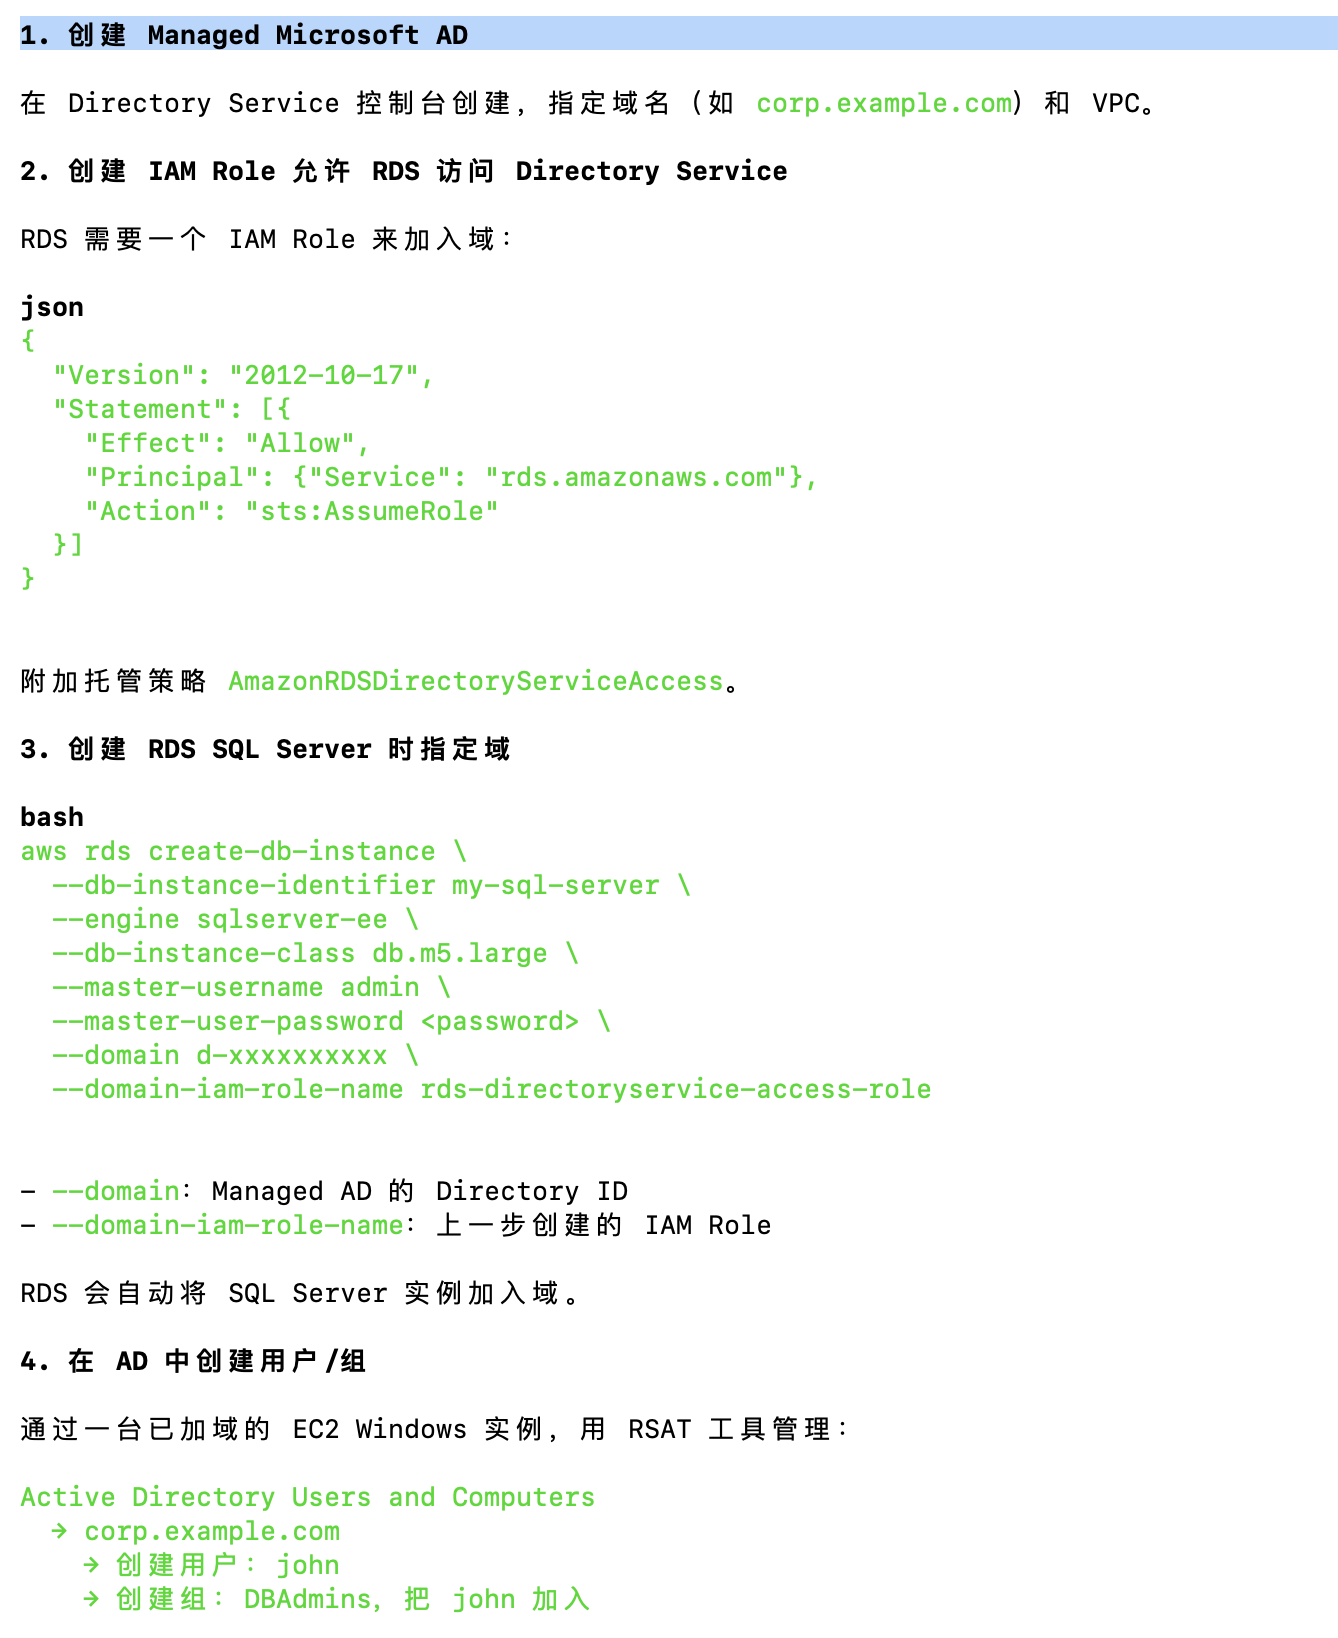 1. 创建 Managed Microsoft AD
在 Directory Service 控制台创建，指定域名（如 corp.example.com）和 VPC。
2. 创建 IAM Role 允许 RDS 访问 Directory Service
RDS 需要一个 IAM Role 来加入域：
json
{
  "Version": "2012-10-17",
  "Statement": [{
    "Effect": "Allow",
    "Principal": {"Service": "rds.amazonaws.com"},
    "Action": "sts:AssumeRole"
  }]
}
附加托管策略 AmazonRDSDirectoryServiceAccess。
3. 创建 RDS SQL Server 时指定域
bash
aws rds create-db-instance \
  --db-instance-identifier my-sql-server \
  --engine sqlserver-ee \
  --db-instance-class db.m5.large \
  --master-username admin \
  --master-user-password <password> \
  --domain d-xxxxxxxxxx \
  --domain-iam-role-name rds-directoryservice-access-role
- --domain：Managed AD 的 Directory ID
- --domain-iam-role-name：上一步创建的 IAM Role
RDS 会自动将 SQL Server 实例加入域。
4. 在 AD 中创建用户/组
通过一台已加域的 EC2 Windows 实例，用 RSAT 工具管理：
Active Directory Users and Computers
  → corp.example.com
    → 创建用户：john
    → 创建组：DBAdmins，把 john 加入